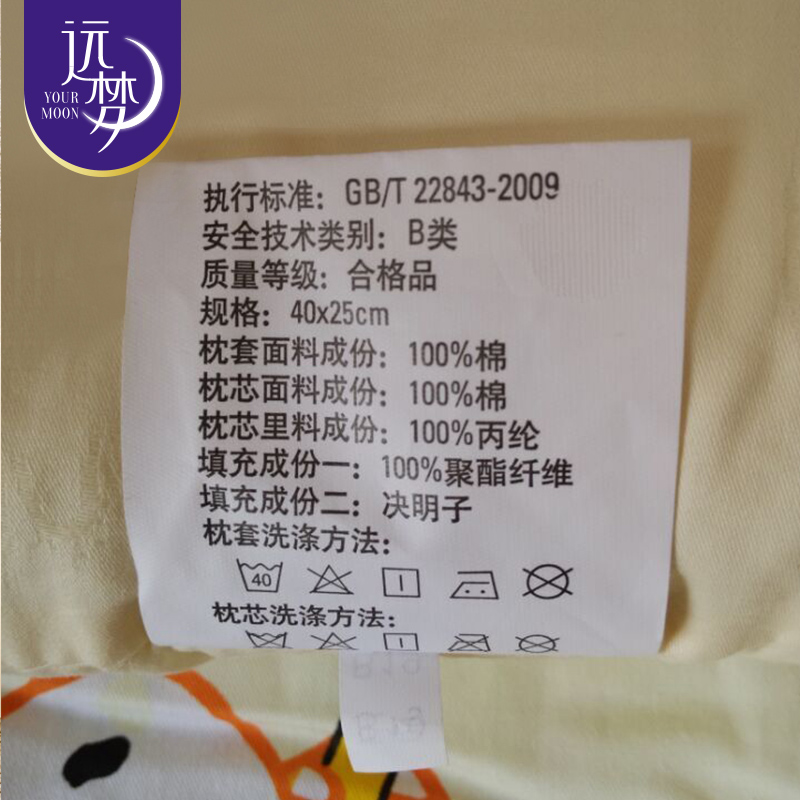 远梦
YOUR
MOON
执行标准：GB/T 22843-2009
安全技术类别：B类
质量等级：合格品
规格：40x25cm
枕套面料成份：100%棉
枕芯面料成份：100%棉
枕芯里料成份：100%丙纶
填充成份一：100%聚酯纤维
填充成份二：决明子
枕套洗涤方法：
40
枕芯洗涤方法：